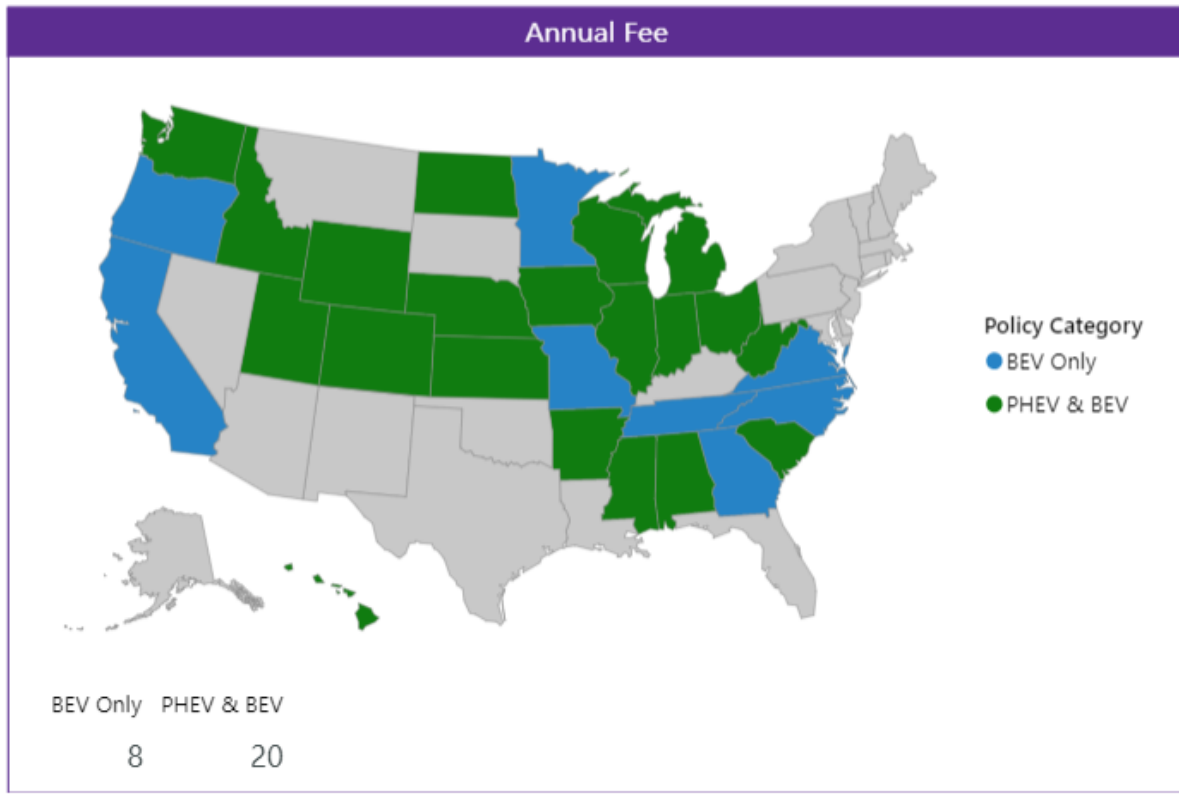 Annual Fee
Policy Category
BEV Only
PHEV & BEV
BEV Only PHEV & BEV
8 20